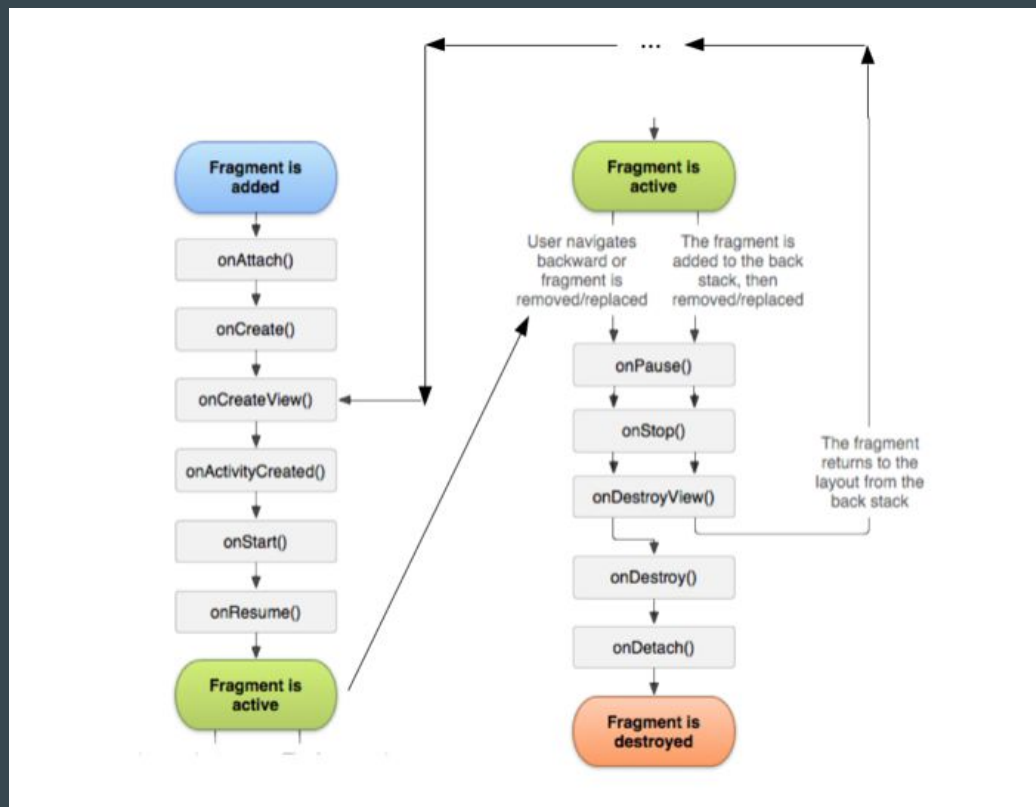 ...
Fragment is
added
onAttach()
onCreate()
onCreateView()
onActivityCreated()
onStart()
onResume()
Fragment is
active
Fragment is
active
User navigates
backward or
fragment is
removed/replaced
The fragment is
added to the back
stack, then
removed/replaced
onPause()
onStop()
onDestroyView()
The fragment
returns to the
layout from the
back stack
onDestroy()
onDetach()
Fragment is
destroyed